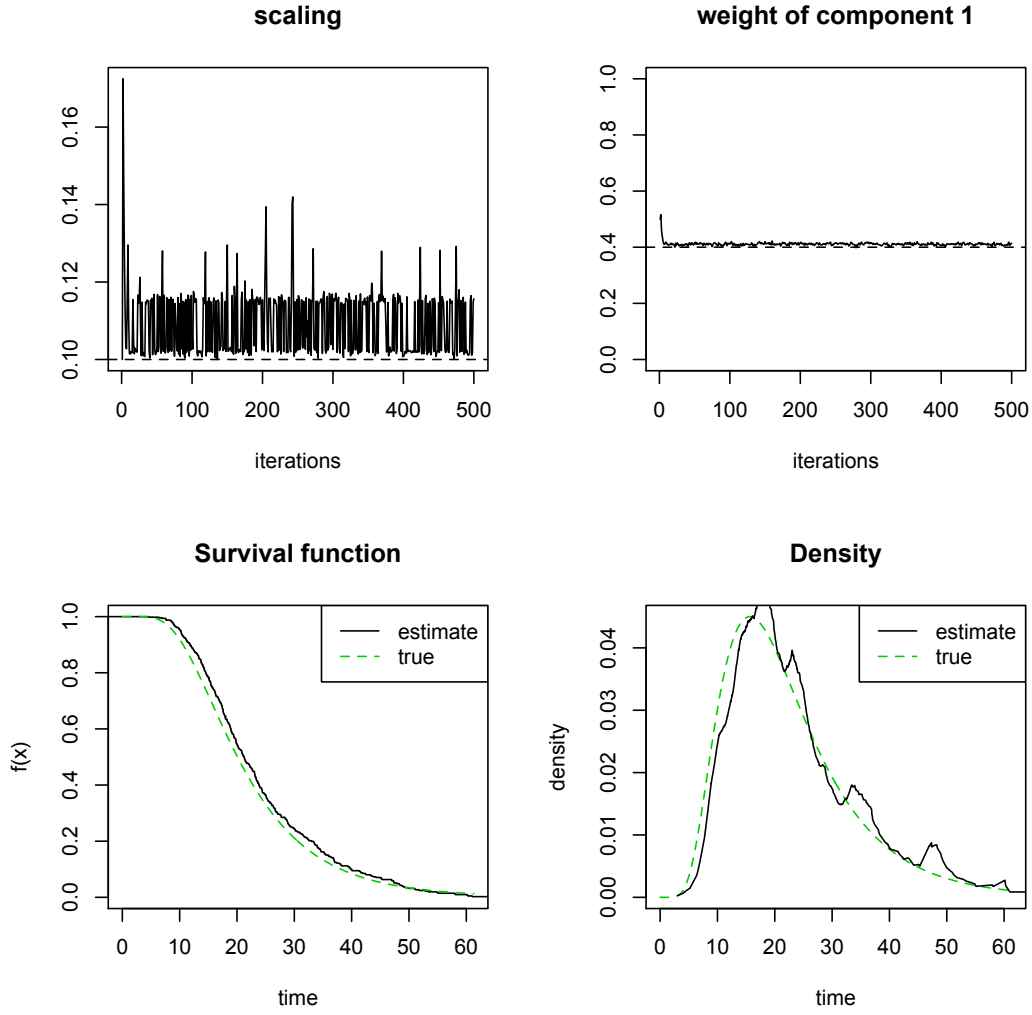 scaling
0.10 0.12 0.14 0.16
0 100 200 300 400 500
iterations
weight of component 1
0.0 0.2 0.4 0.6 0.8 1.0
0 100 200 300 400 500
iterations
Survival function
f(x)
0.0 0.2 0.4 0.6 0.8 1.0
estimate
true
0 10 20 30 40 50 60
time
Density
density
0.00 0.01 0.02 0.03 0.04
estimate
true
0 10 20 30 40 50 60
time